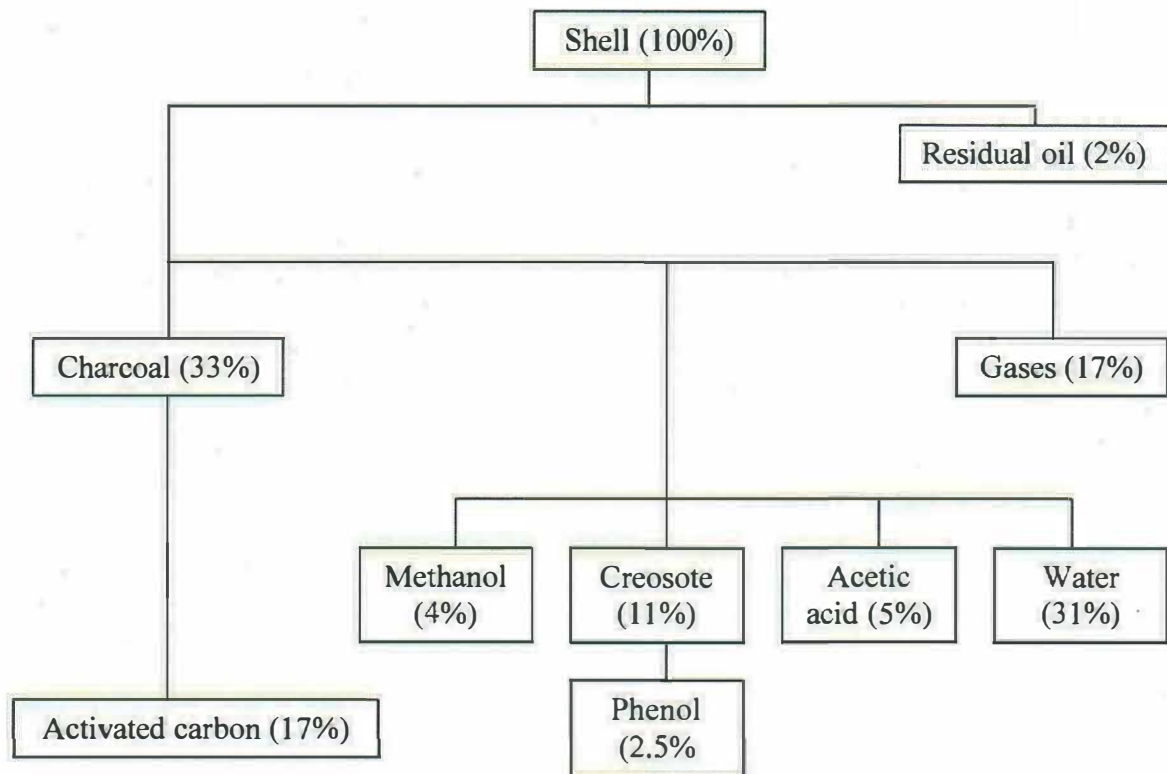 Shell (100%)
Residual oil (2%)
Charcoal (33%)
Gases (17%)
Methanol
(4%)
Creosote
(11%)
Acetic
acid (5%)
Water
(31%)
Activated carbon (17%)
Phenol
(2.5%